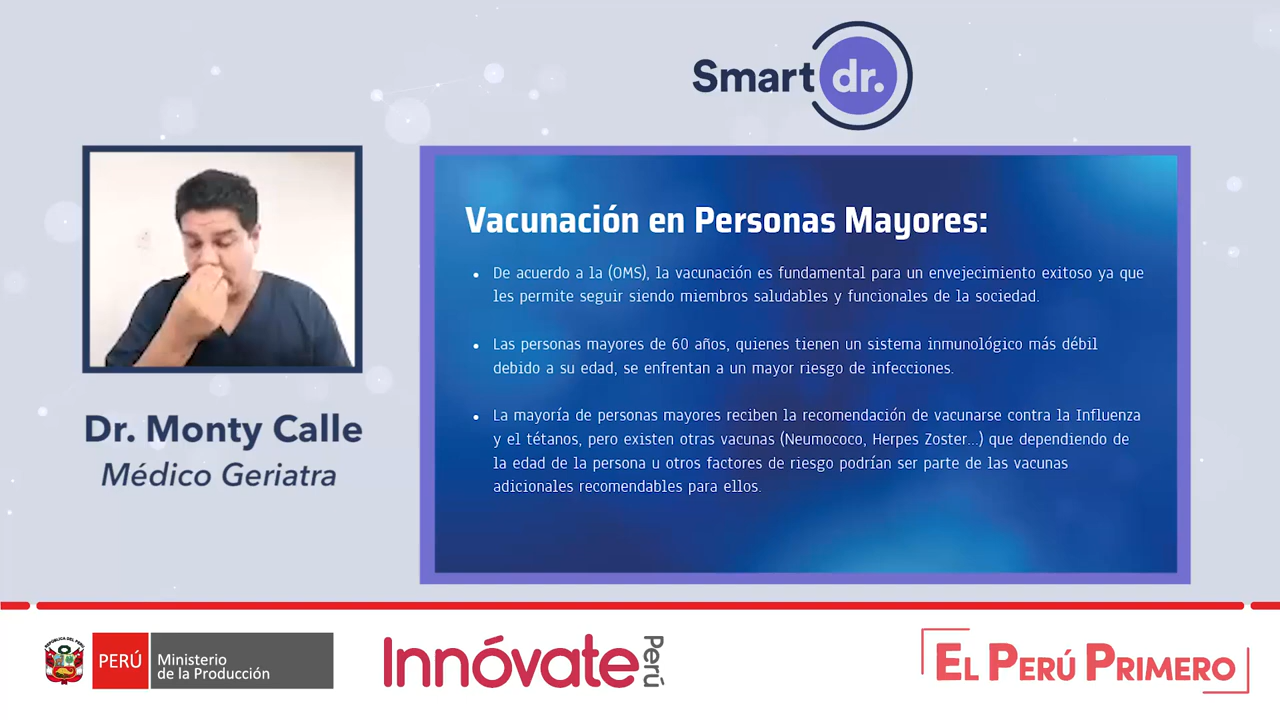 Smart dr.
Vacunación en Personas Mayores:
• De acuerdo a la (OMS), la vacunación es fundamental para un envejecimiento exitoso ya que
les permite seguir siendo miembros saludables y funcionales de la sociedad.
• Las personas mayores de 60 años, quienes tienen un sistema inmunológico más débil
debido a su edad, se enfrentan a un mayor riesgo de infecciones.
• La mayoría de personas mayores reciben la recomendación de vacunarse contra la Influenza
y el tétanos, pero existen otras vacunas (Neumococo, Herpes Zoster...) que dependiendo de
la edad de la persona u otros factores de riesgo podrían ser parte de las vacunas
adicionales recomendables para ellos.
Dr. Monty Calle
Médico Geriatra
REPÚBLICA DEL PERÚ
PERÚ
Ministerio
de la Producción
Innóvate Perú
EL PERÚ PRIMERO